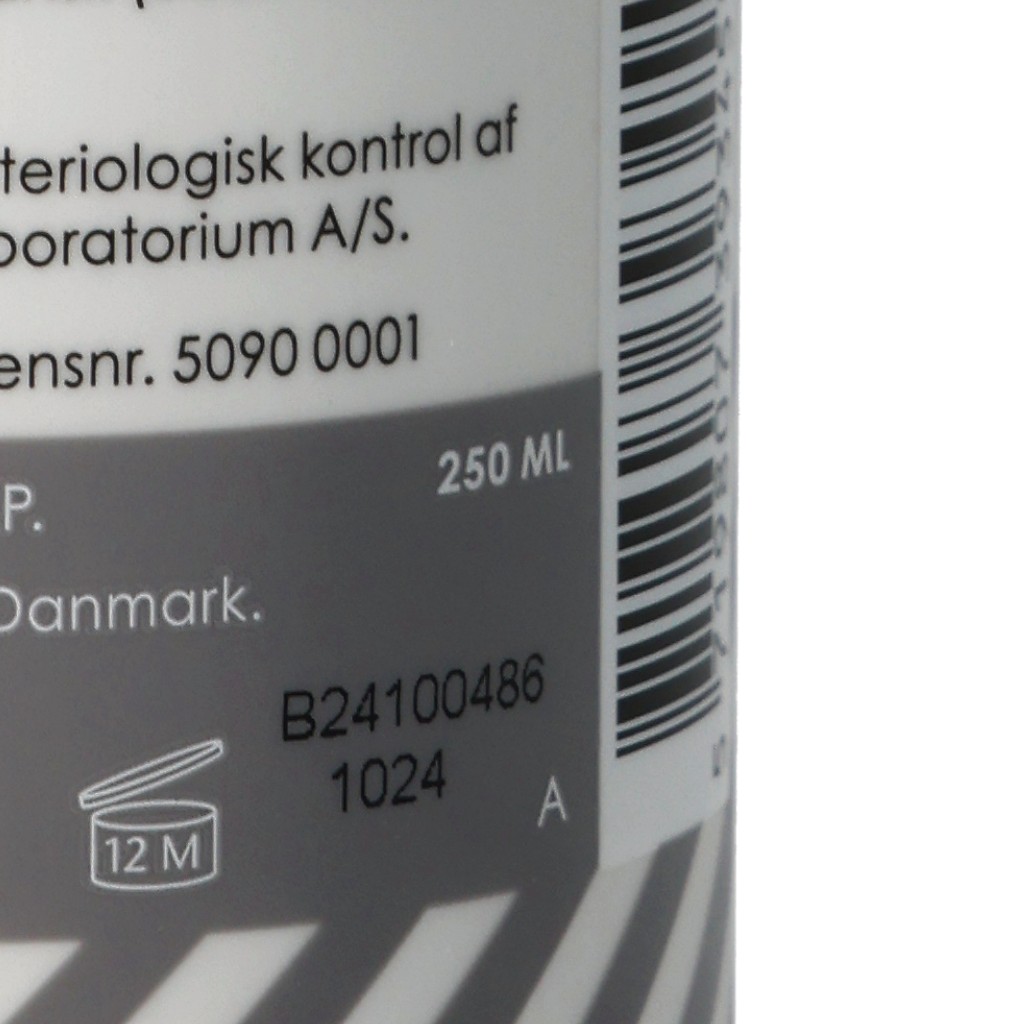 teriologisk kontrol af
boratorium A/S.
ensnr. 5090 0001
250 ML
P.
Danmark.
B24100486
1024
A
12 M